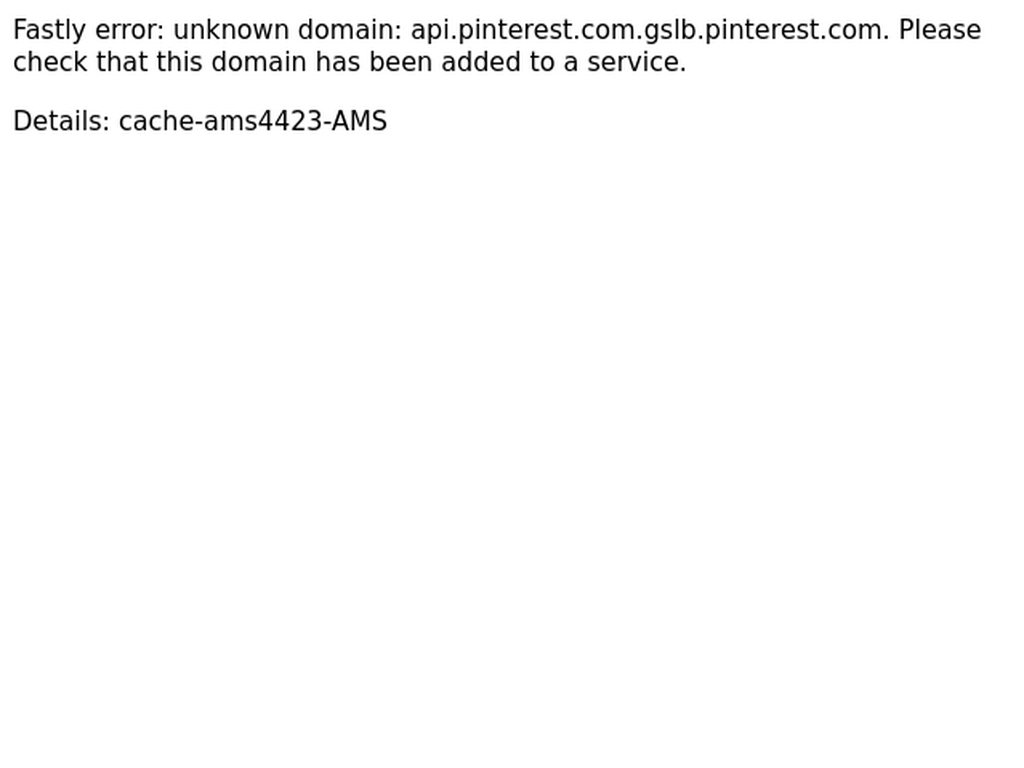 Fastly error: unknown domain: api.pinterest.com.gslb.pinterest.com. Please
check that this domain has been added to a service.
Details: cache-ams4423-AMS